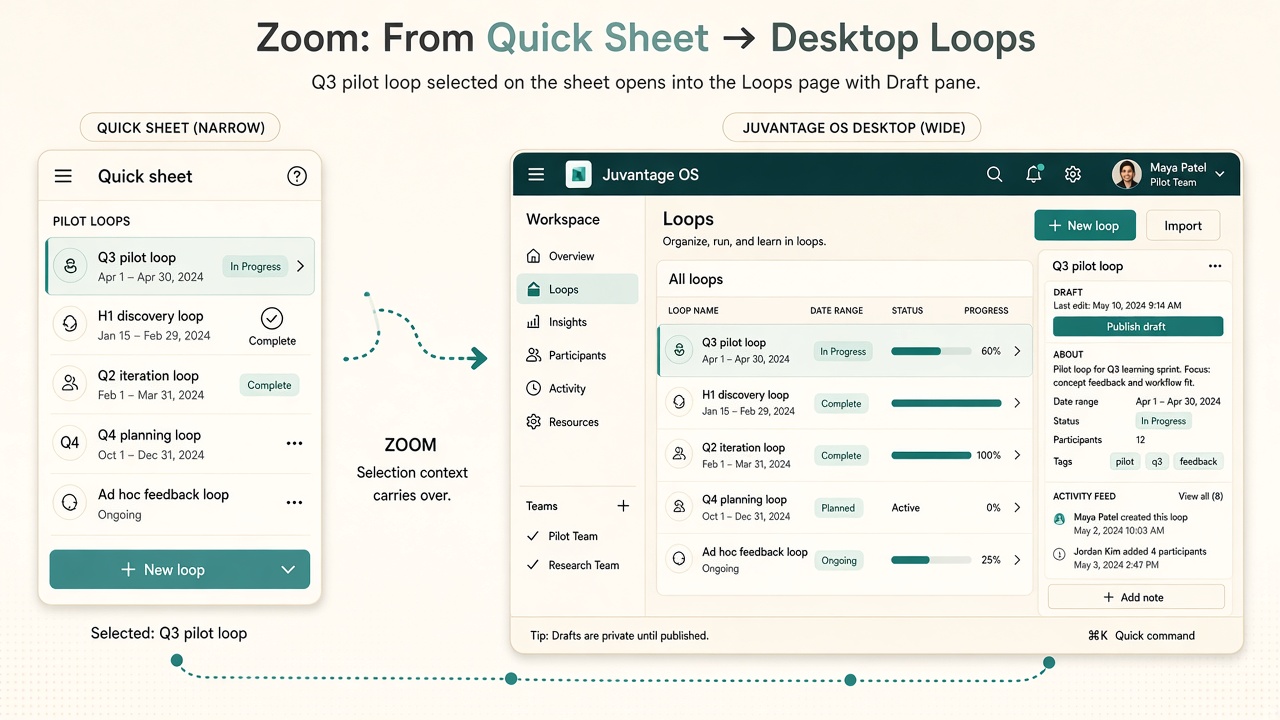 Zoom: From Quick Sheet → Desktop Loops
Q3 pilot loop selected on the sheet opens into the Loops page with Draft pane.
QUICK SHEET (NARROW)
Quick sheet
?
PILOT LOOPS
Q3 pilot loop
Apr 1 – Apr 30, 2024
In Progress
H1 discovery loop
Jan 15 – Feb 29, 2024
Complete
Q2 iteration loop
Feb 1 – Mar 31, 2024
Complete
Q4
Q4 planning loop
Oct 1 – Dec 31, 2024
Ad hoc feedback loop
Ongoing
+ New loop
Selected: Q3 pilot loop
ZOOM
Selection context
carries over.
JUVANTAGE OS DESKTOP (WIDE)
Juvantage OS
Maya Patel
Pilot Team
Workspace
Overview
Loops
Insights
Participants
Activity
Resources
Teams +
Pilot Team
Research Team
Loops
Organize, run, and learn in loops.
+ New loop
Import
All loops
LOOP NAME DATE RANGE STATUS PROGRESS
Q3 pilot loop
Apr 1 – Apr 30, 2024
In Progress
60%
H1 discovery loop
Jan 15 – Feb 29, 2024
Complete
Q2 iteration loop
Feb 1 – Mar 31, 2024
Complete
100%
Q4 planning loop
Oct 1 – Dec 31, 2024
Planned
Active
0%
Ad hoc feedback loop
Ongoing
Ongoing
25%
Q3 pilot loop
DRAFT
Last edit: May 10, 2024 9:14 AM
Publish draft
ABOUT
Pilot loop for Q3 learning sprint. Focus:
concept feedback and workflow fit.
Date range Apr 1 – Apr 30, 2024
Status In Progress
Participants 12
Tags pilot q3 feedback
ACTIVITY FEED View all (8)
Maya Patel created this loop
May 2, 2024 10:03 AM
Jordan Kim added 4 participants
May 3, 2024 2:47 PM
+ Add note
Tip: Drafts are private until published.
⌘K Quick command